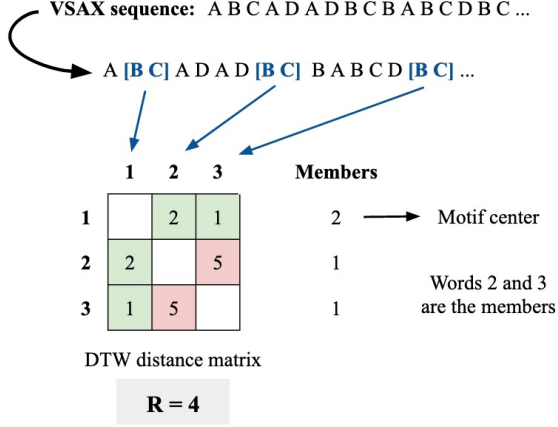 VSAX sequence: A B C A D A D B C B A B C D B C ...
A [B C] A D A D [B C] B A B C D [B C] ...
1 2 3 Members
1 2 1 2 Motif center
2 2 5 1
Words 2 and 3
3 1 5 1 are the members
DTW distance matrix
R = 4